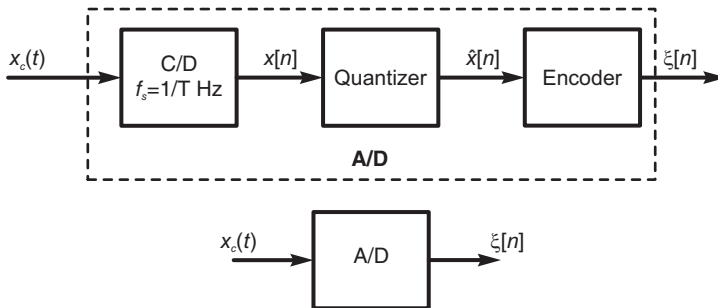 x_c(t)
C/D
f_s=1/T Hz
x[n]
Quantizer
x̂[n]
Encoder
ξ[n]
A/D
x_c(t)
A/D
ξ[n]